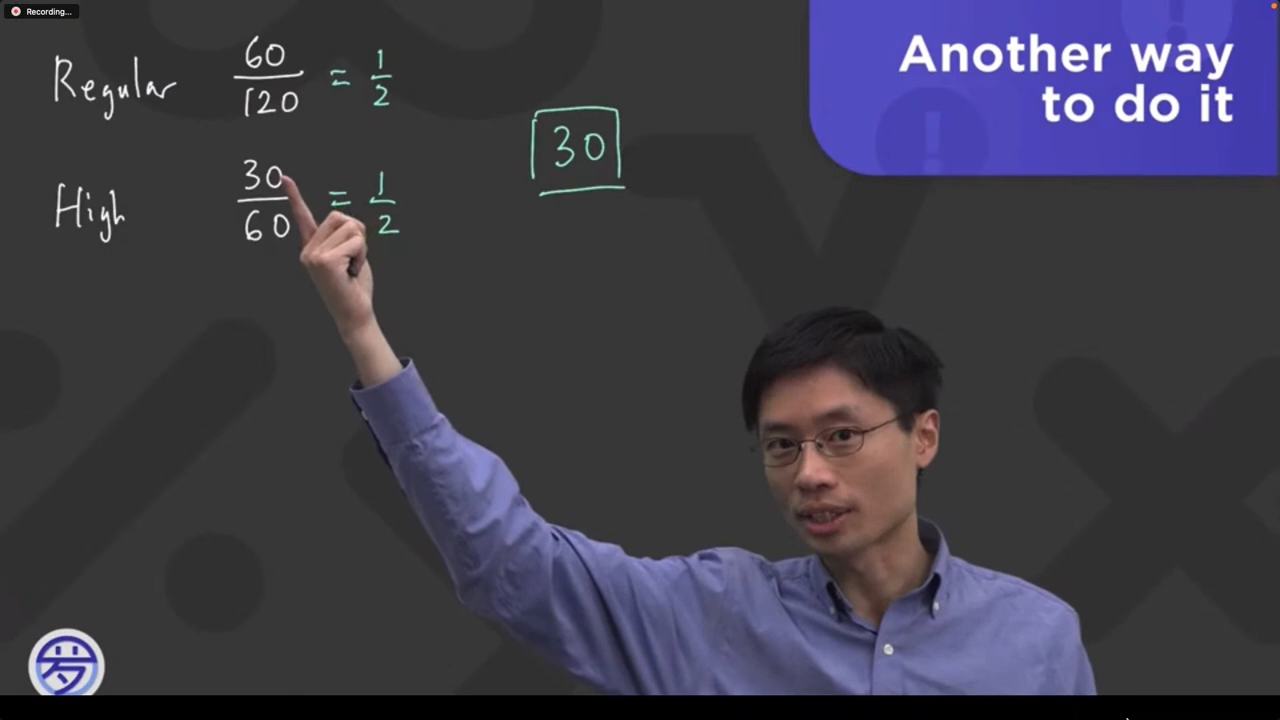 Recording...
Another way
to do it
Regular 60/120 = 1/2
30
High 30/60 = 1/2